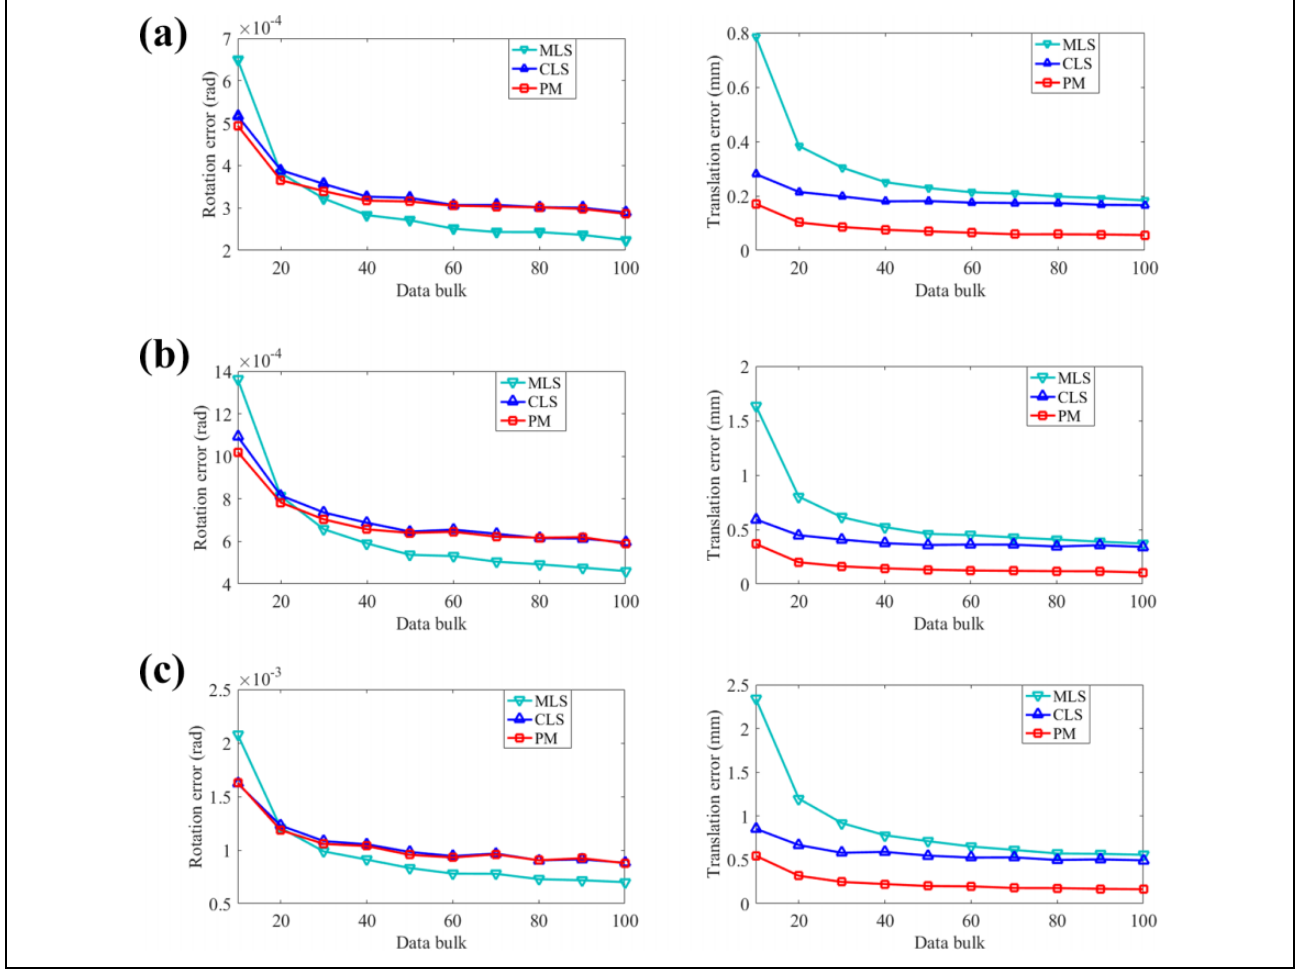 (a)
×10-4
7
6
5
4
3
2
20 40 60 80 100
Rotation error (rad)
Data bulk
MLS
CLS
PM
0.8
0.6
0.4
0.2
0
20 40 60 80 100
Translation error (mm)
Data bulk
MLS
CLS
PM
(b)
×10-4
14
12
10
8
6
4
20 40 60 80 100
Rotation error (rad)
Data bulk
MLS
CLS
PM
2
1.5
1
0.5
0
20 40 60 80 100
Translation error (mm)
Data bulk
MLS
CLS
PM
(c)
×10-3
2.5
2
1.5
1
0.5
20 40 60 80 100
Rotation error (rad)
Data bulk
MLS
CLS
PM
2.5
2
1.5
1
0.5
0
20 40 60 80 100
Translation error (mm)
Data bulk
MLS
CLS
PM